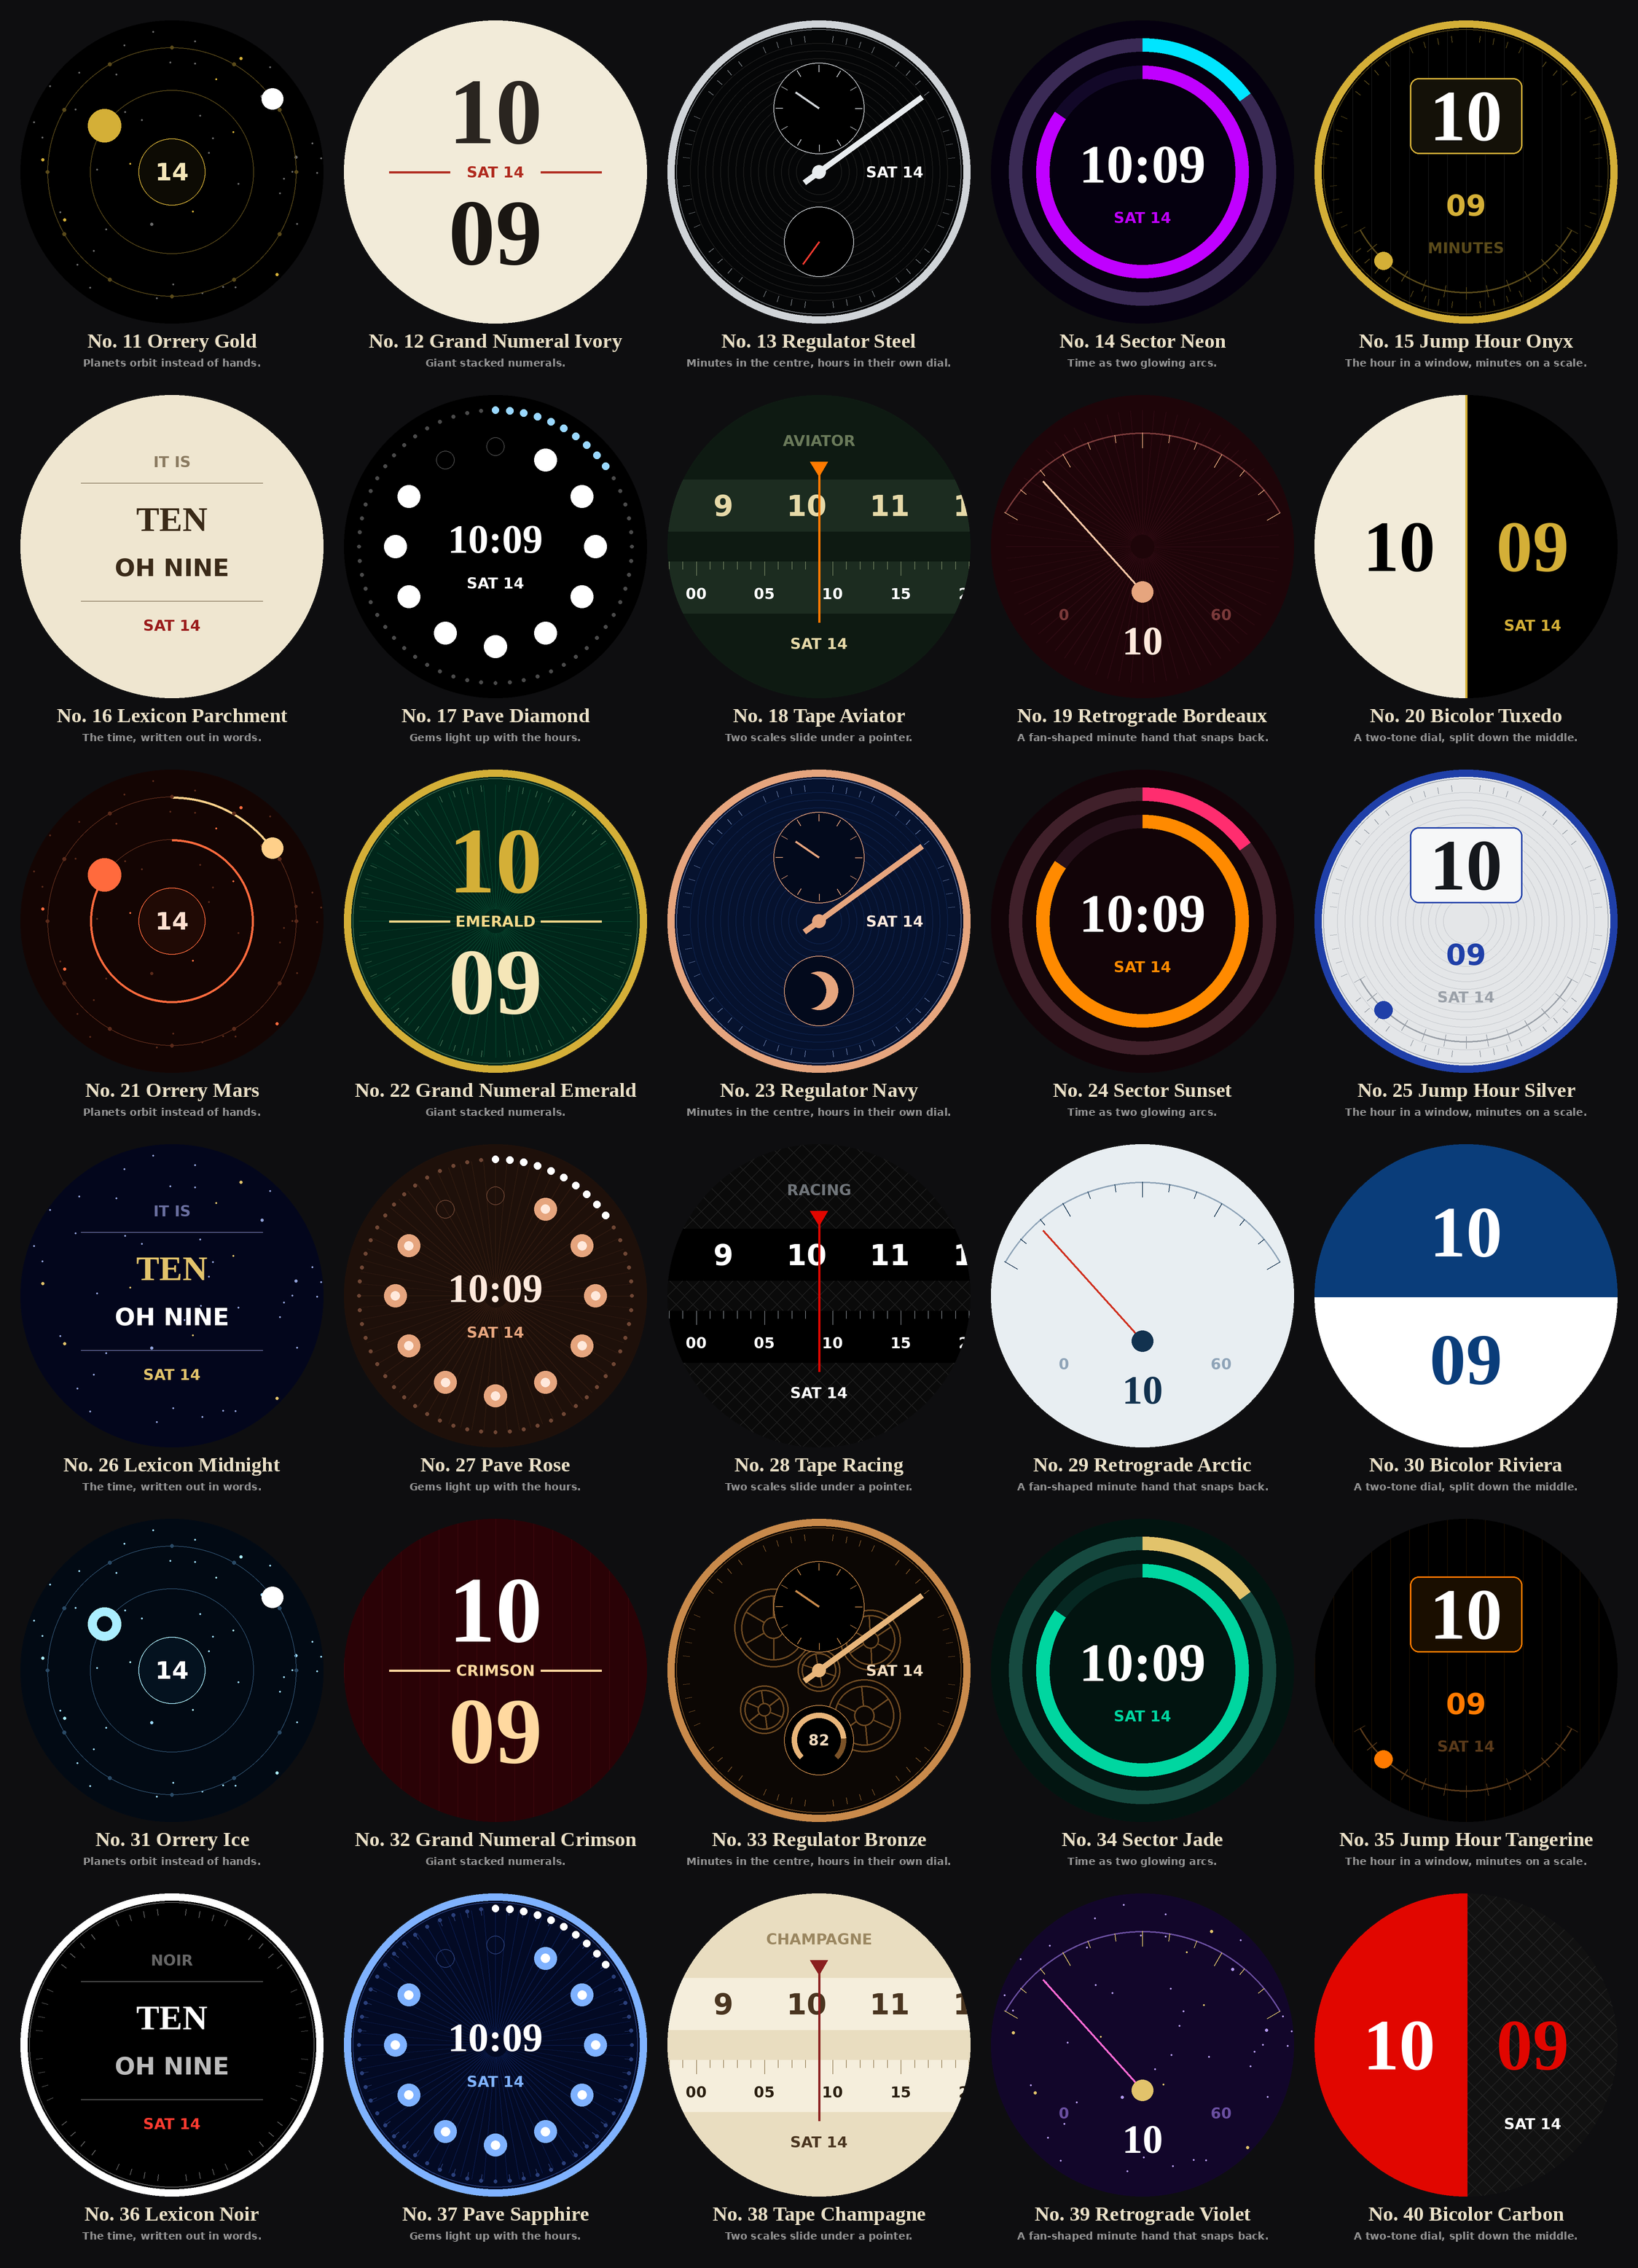 14
No. 11 Orrery Gold
Planets orbit instead of hands.
10
SAT 14
09
No. 12 Grand Numeral Ivory
Giant stacked numerals.
SAT 14
No. 13 Regulator Steel
Minutes in the centre, hours in their own dial.
10:09
SAT 14
No. 14 Sector Neon
Time as two glowing arcs.
10
09
MINUTES
No. 15 Jump Hour Onyx
The hour in a window, minutes on a scale.
IT IS
TEN
OH NINE
SAT 14
No. 16 Lexicon Parchment
The time, written out in words.
10:09
SAT 14
No. 17 Pave Diamond
Gems light up with the hours.
AVIATOR
9 10 11 1
00 05 10 15 2
SAT 14
No. 18 Tape Aviator
Two scales slide under a pointer.
0 60
10
No. 19 Retrograde Bordeaux
A fan-shaped minute hand that snaps back.
10 09
SAT 14
No. 20 Bicolor Tuxedo
A two-tone dial, split down the middle.
14
No. 21 Orrery Mars
Planets orbit instead of hands.
10
EMERALD
09
No. 22 Grand Numeral Emerald
Giant stacked numerals.
SAT 14
No. 23 Regulator Navy
Minutes in the centre, hours in their own dial.
10:09
SAT 14
No. 24 Sector Sunset
Time as two glowing arcs.
10
09
SAT 14
No. 25 Jump Hour Silver
The hour in a window, minutes on a scale.
IT IS
TEN
OH NINE
SAT 14
No. 26 Lexicon Midnight
The time, written out in words.
10:09
SAT 14
No. 27 Pave Rose
Gems light up with the hours.
RACING
9 10 11 1
00 05 10 15 2
SAT 14
No. 28 Tape Racing
Two scales slide under a pointer.
0 60
10
No. 29 Retrograde Arctic
A fan-shaped minute hand that snaps back.
10
09
No. 30 Bicolor Riviera
A two-tone dial, split down the middle.
14
No. 31 Orrery Ice
Planets orbit instead of hands.
10
CRIMSON
09
No. 32 Grand Numeral Crimson
Giant stacked numerals.
SAT 14
82
No. 33 Regulator Bronze
Minutes in the centre, hours in their own dial.
10:09
SAT 14
No. 34 Sector Jade
Time as two glowing arcs.
10
09
SAT 14
No. 35 Jump Hour Tangerine
The hour in a window, minutes on a scale.
NOIR
TEN
OH NINE
SAT 14
No. 36 Lexicon Noir
The time, written out in words.
10:09
SAT 14
No. 37 Pave Sapphire
Gems light up with the hours.
CHAMPAGNE
9 10 11 1
00 05 10 15 2
SAT 14
No. 38 Tape Champagne
Two scales slide under a pointer.
0 60
10
No. 39 Retrograde Violet
A fan-shaped minute hand that snaps back.
10 09
SAT 14
No. 40 Bicolor Carbon
A two-tone dial, split down the middle.